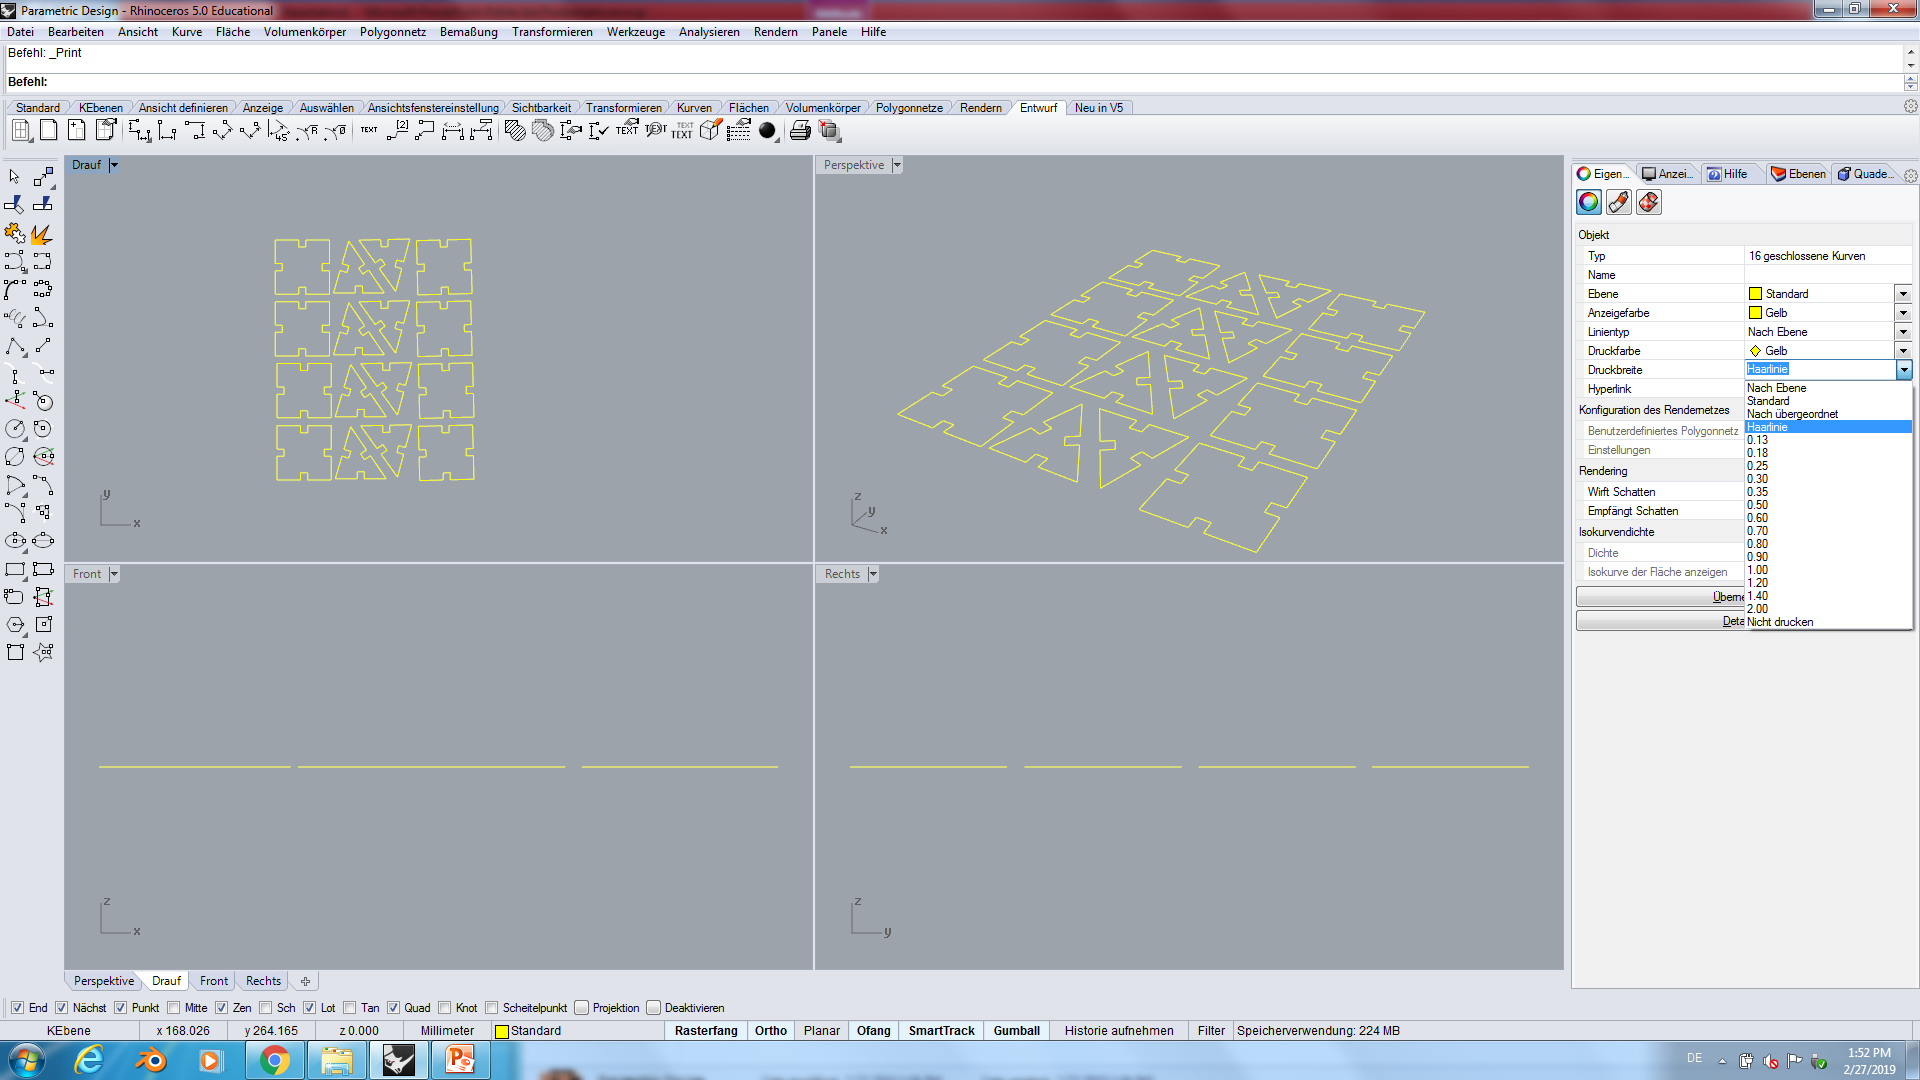 Parametric Design - Rhinoceros 5.0 Educational
Datei Bearbeiten Ansicht Kurve Fläche Volumenkörper Polygonnetz Bemaßung Transformieren Werkzeuge Analysieren Rendern Panele Hilfe
Befehl: _Print
Befehl:
Standard KEbenen Ansicht definieren Anzeige Auswählen Ansichtsfenstereinstellung Sichtbarkeit Transformieren Kurven Flächen Volumenkörper Polygonnetze Rendern Entwurf Neu in V5
TEXT TEXT TEXT TEXT TEXT
Drauf
Perspektive
Eigen... Anzei... Hilfe Ebenen Quade...
Objekt
Typ 16 geschlossene Kurven
Name
Ebene Standard
Anzeigefarbe Gelb
Linientyp Nach Ebene
Druckfarbe Gelb
Druckbreite Haarlinie
Hyperlink
Nach Ebene
Standard
Nach übergeordnet
Haarlinie
0.13
0.18
0.25
0.30
0.35
0.50
0.60
0.70
0.80
0.90
1.00
1.20
1.40
2.00
Nicht drucken
Konfiguration des Rendernetzes
Benutzerdefiniertes Polygonnetz
Einstellungen
Rendering
Wirft Schatten
Empfängt Schatten
Isokurvendichte
Dichte
Isokurve der Fläche anzeigen
Überne
Deta
y
x
z
y
x
Front
Rechts
z
x
z
y
Perspektive Drauf Front Rechts
End Nächst Punkt Mitte Zen Sch Lot Tan Quad Knot Scheitelpunkt Projektion Deaktivieren
KEbene x 168.026 y 264.165 z 0.000 Millimeter Standard Rasterfang Ortho Planar Ofang SmartTrack Gumball Historie aufnehmen Filter Speicherverwendung: 224 MB
DE
1:52 PM
2/27/2019